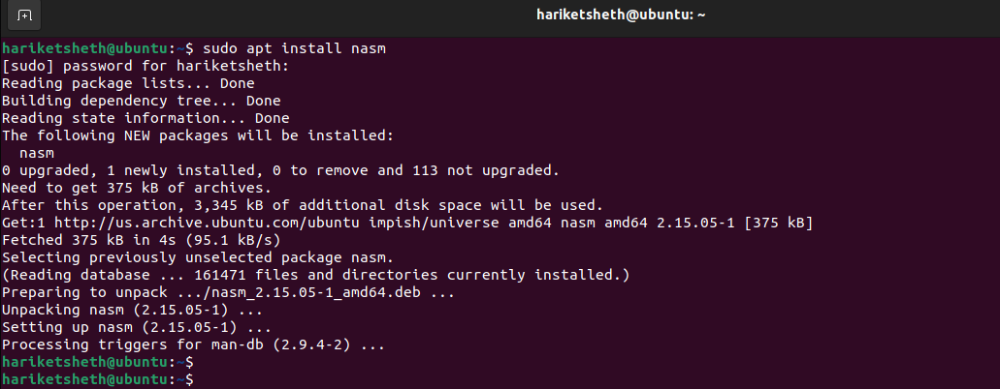 hariketsheth@ubuntu: ~
hariketsheth@ubuntu:~$ sudo apt install nasm
[sudo] password for hariketsheth:
Reading package lists... Done
Building dependency tree... Done
Reading state information... Done
The following NEW packages will be installed:
  nasm
0 upgraded, 1 newly installed, 0 to remove and 113 not upgraded.
Need to get 375 kB of archives.
After this operation, 3,345 kB of additional disk space will be used.
Get:1 http://us.archive.ubuntu.com/ubuntu impish/universe amd64 nasm amd64 2.15.05-1 [375 kB]
Fetched 375 kB in 4s (95.1 kB/s)
Selecting previously unselected package nasm.
(Reading database ... 161471 files and directories currently installed.)
Preparing to unpack .../nasm_2.15.05-1_amd64.deb ...
Unpacking nasm (2.15.05-1) ...
Setting up nasm (2.15.05-1) ...
Processing triggers for man-db (2.9.4-2) ...
hariketsheth@ubuntu:~$
hariketsheth@ubuntu:~$